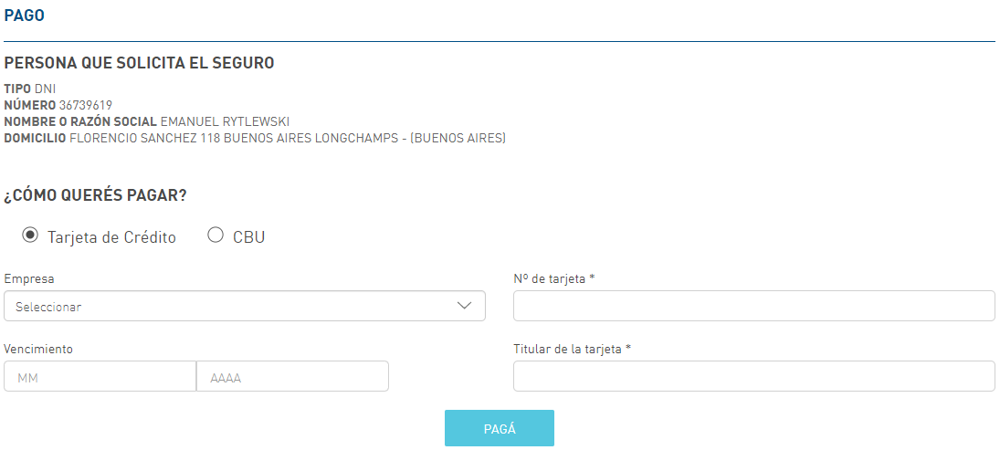 PAGO
PERSONA QUE SOLICITA EL SEGURO
TIPO DNI
NÚMERO 36739619
NOMBRE O RAZÓN SOCIAL EMANUEL RYTLEWSKI
DOMICILIO FLORENCIO SANCHEZ 118 BUENOS AIRES LONGCHAMPS - (BUENOS AIRES)
¿CÓMO QUERÉS PAGAR?
Tarjeta de Crédito CBU
Empresa Nº de tarjeta *
Seleccionar
Vencimiento Titular de la tarjeta *
MM AAAA
PAGÁ